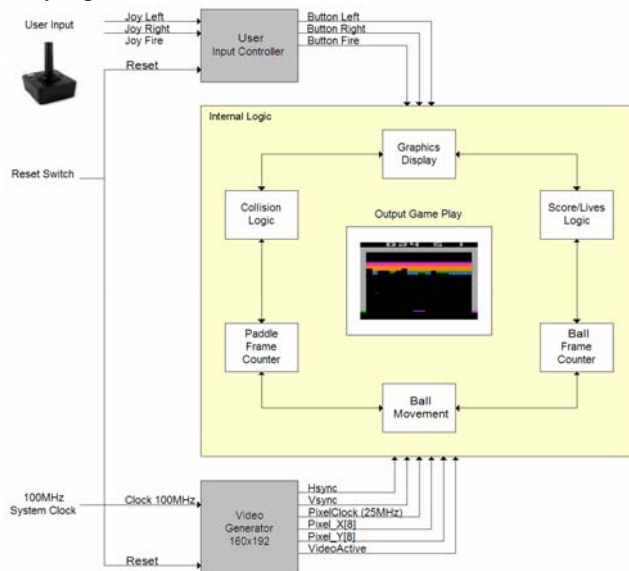 User Input
Joy Left
Joy Right
Joy Fire
Reset
User
Input Controller
Button Left
Button Right
Button Fire
Internal Logic
Graphics
Display
Reset Switch
Collision
Logic
Output Game Play
Score/Lives
Logic
024 5 1
Paddle
Frame
Counter
Ball
Frame
Counter
Ball
Movement
100MHz
System Clock
Clock 100MHz
Reset
Video
Generator
160x192
Hsync
Vsync
PixelClock (25MHz)
Pixel_X[8]
Pixel_Y[8]
VideoActive